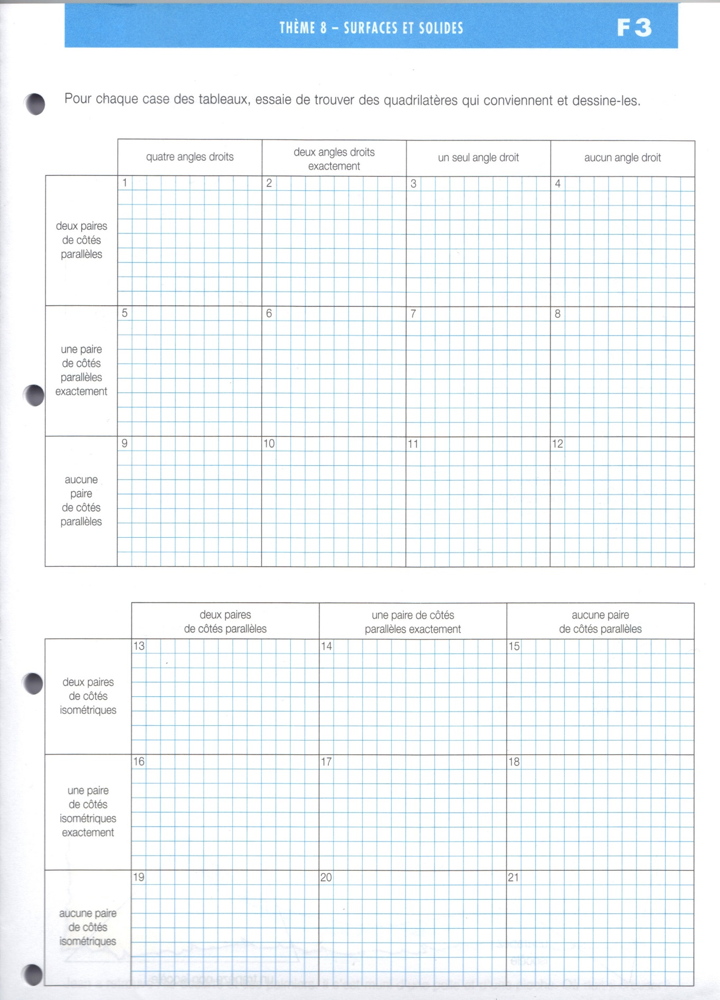 THÈME 8 – SURFACES ET SOLIDES
F 3
Pour chaque case des tableaux, essaie de trouver des quadrilatères qui conviennent et dessine-les.
quatre angles droits
deux angles droits
exactement
un seul angle droit
aucun angle droit
deux paires
de côtés
parallèles
1
2
3
4
une paire
de côtés
parallèles
exactement
5
6
7
8
aucune
paire
de côtés
parallèles
9
10
11
12
deux paires
de côtés parallèles
une paire de côtés
parallèles exactement
aucune paire
de côtés parallèles
deux paires
de côtés
isométriques
13
14
15
une paire
de côtés
isométriques
exactement
16
17
18
aucune paire
de côtés
isométriques
19
20
21